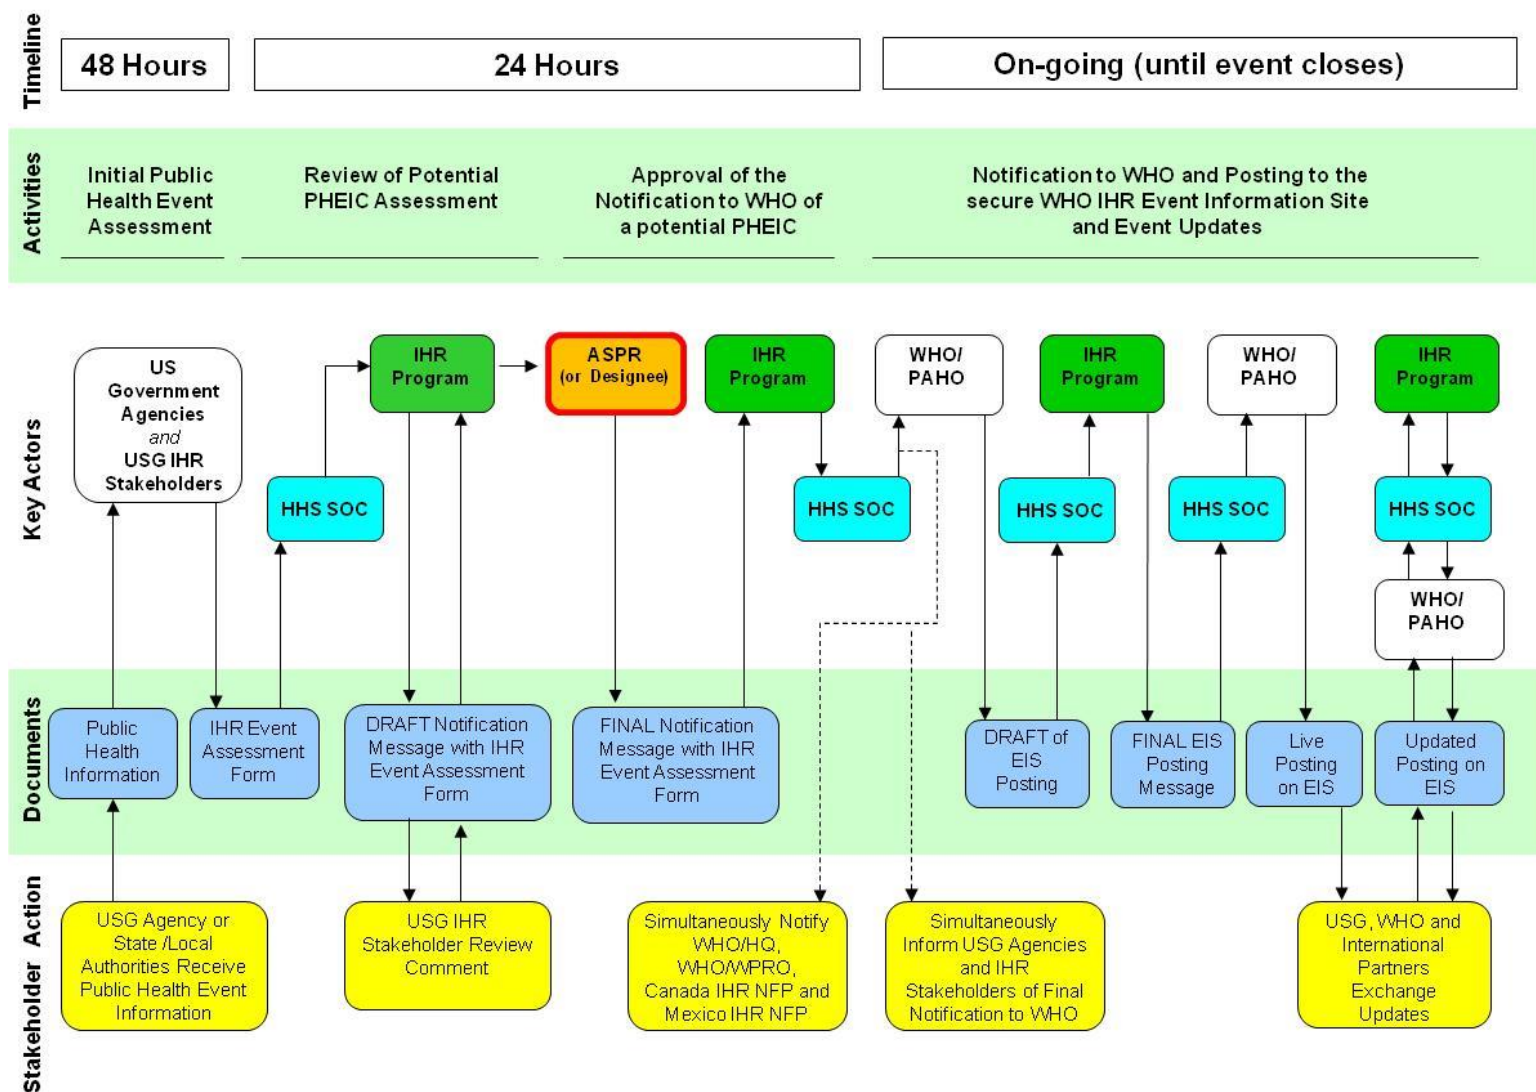 Timeline
48 Hours
24 Hours
On-going (until event closes)
Activities
Initial Public
Health Event
Assessment
Review of Potential
PHEIC Assessment
Approval of the
Notification to WHO of
a potential PHEIC
Notification to WHO and Posting to the
secure WHO IHR Event Information Site
and Event Updates
Key Actors
US
Government
Agencies
and
USG IHR
Stakeholders
HHS SOC
IHR
Program
ASPR
(or Designee)
IHR
Program
HHS SOC
WHO/
PAHO
IHR
Program
HHS SOC
WHO/
PAHO
HHS SOC
IHR
Program
HHS SOC
WHO/
PAHO
Documents
Public
Health
Information
IHR Event
Assessment
Form
DRAFT Notification
Message with IHR
Event Assessment
Form
FINAL Notification
Message with IHR
Event Assessment
Form
DRAFT of
EIS
Posting
FINAL EIS
Posting
Message
Live
Posting
on EIS
Updated
Posting on
EIS
Stakeholder Action
USG Agency or
State /Local
Authorities Receive
Public Health Event
Information
USG IHR
Stakeholder Review
Comment
Simultaneously Notify
WHO/HQ,
WHO/WPRO,
Canada IHR NFP and
Mexico IHR NFP
Simultaneously
Inform USG Agencies
and IHR
Stakeholders of Final
Notification to WHO
USG, WHO and
International
Partners
Exchange
Updates